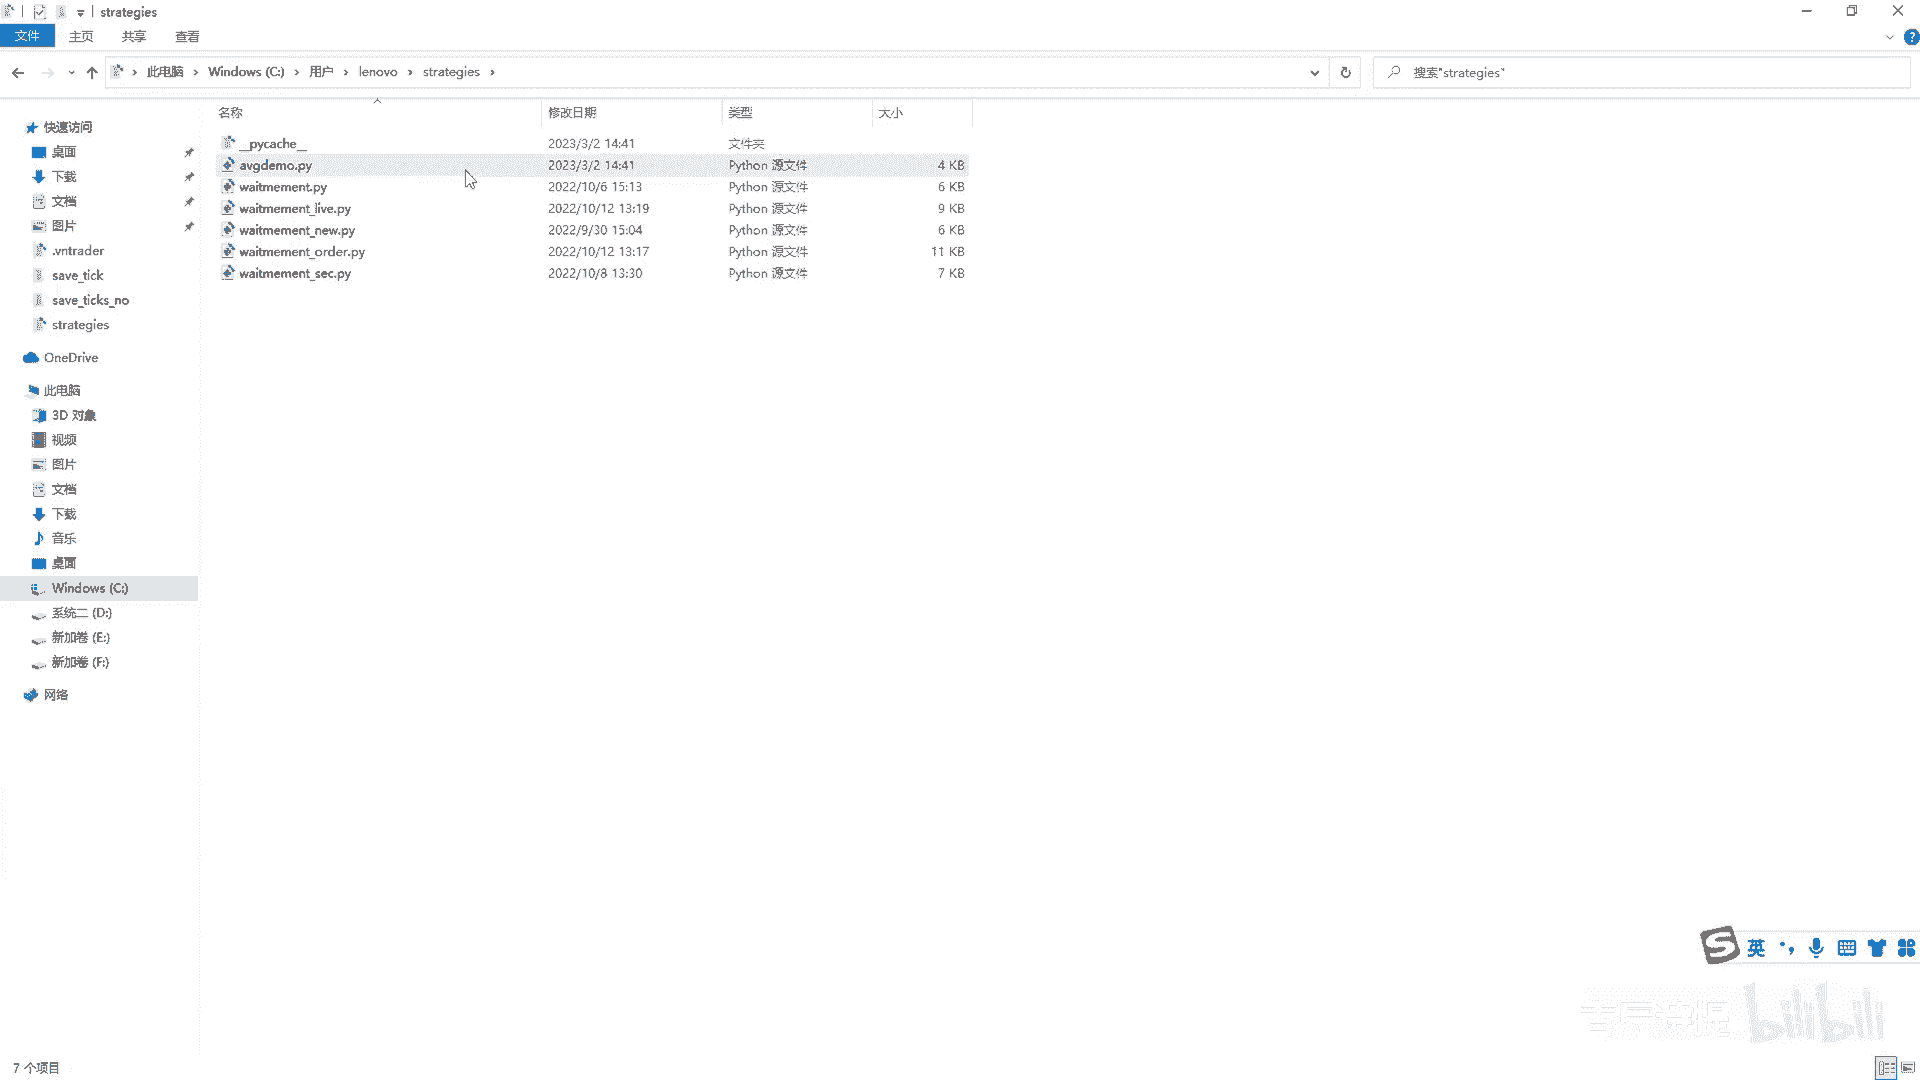 strategies
文件 主页 共享 查看
此电脑 › Windows (C:) › 用户 › lenovo › strategies ›
搜索"strategies"
名称 修改日期 类型 大小
__pycache__ 2023/3/2 14:41 文件夹
avgdemo.py 2023/3/2 14:41 Python 源文件 4 KB
waitmement.py 2022/10/6 15:13 Python 源文件 6 KB
waitmement_live.py 2022/10/12 13:19 Python 源文件 9 KB
waitmement_new.py 2022/9/30 15:04 Python 源文件 6 KB
waitmement_order.py 2022/10/12 13:17 Python 源文件 11 KB
waitmement_sec.py 2022/10/8 13:30 Python 源文件 7 KB
快速访问
桌面
下载
文档
图片
.vntrader
save_tick
save_ticks_no
strategies
OneDrive
此电脑
3D 对象
视频
图片
文档
下载
音乐
桌面
Windows (C:)
系统二 (D:)
新加卷 (E:)
新加卷 (F:)
网络
英
bilibili
7 个项目